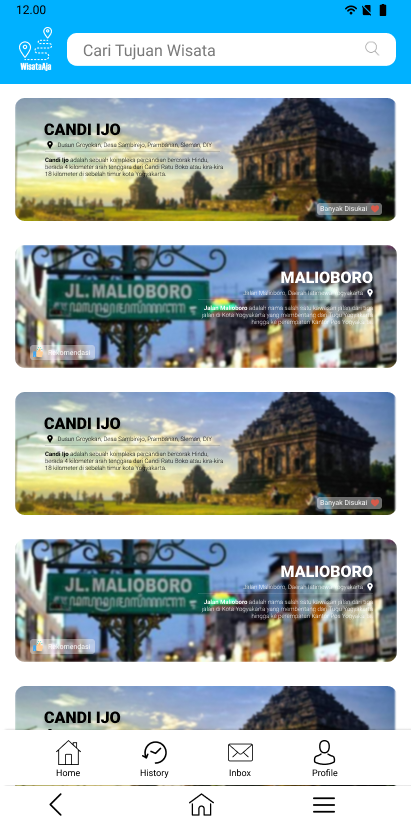 12.00
WisataAja
Cari Tujuan Wisata
CANDI IJO
Dusun Groyokan, Desa Sambirejo, Prambanan, Sleman, DIY
Candi Ijo adalah sebuah kompleks percandian bercorak Hindu,
berada 4 kilometer arah tenggara dari Candi Ratu Boko atau kira-kira
18 kilometer di sebelah timur kota Yogyakarta.
Banyak Disukai
JL. MALIOBORO
MALIOBORO
Jalan Malioboro, Daerah Istimewa Yogyakarta
Jalan Malioboro adalah nama salah satu kawasan jalan dari tiga
jalan di Kota Yogyakarta yang membentang dari Tugu Yogyakarta
hingga ke perempatan Kantor Pos Yogyakarta
Rekomendasi
CANDI IJO
Dusun Groyokan, Desa Sambirejo, Prambanan, Sleman, DIY
Candi Ijo adalah sebuah kompleks percandian bercorak Hindu,
berada 4 kilometer arah tenggara dari Candi Ratu Boko atau kira-kira
18 kilometer di sebelah timur kota Yogyakarta.
Banyak Disukai
JL. MALIOBORO
MALIOBORO
Jalan Malioboro, Daerah Istimewa Yogyakarta
Jalan Malioboro adalah nama salah satu kawasan jalan dari tiga
jalan di Kota Yogyakarta yang membentang dari Tugu Yogyakarta
hingga ke perempatan Kantor Pos Yogyakarta
Rekomendasi
CANDI IJO
Home
History
Inbox
Profile